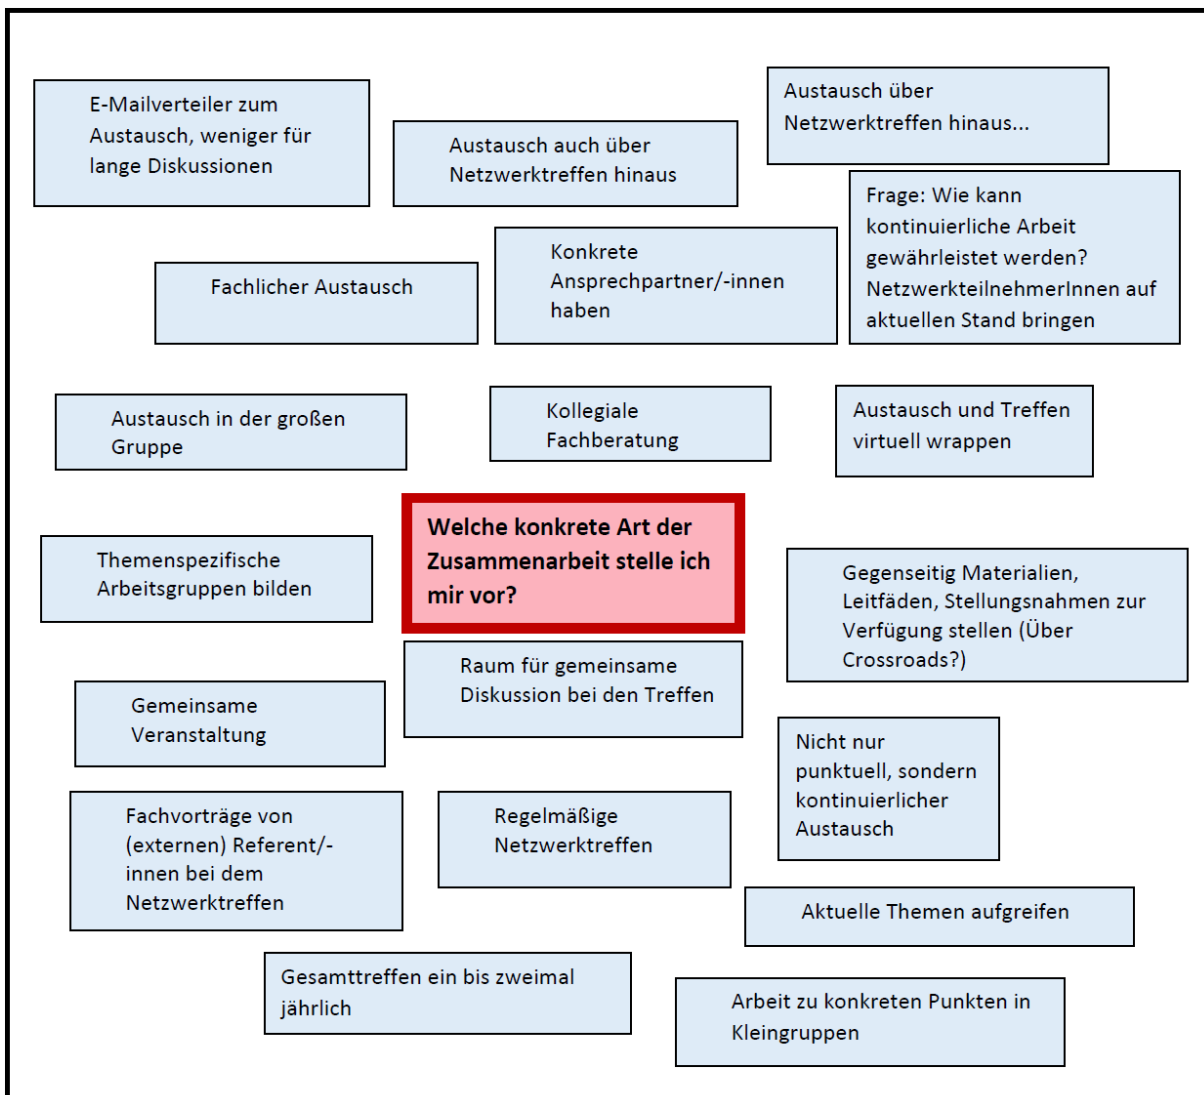 E-Mailverteiler zum
Austausch, weniger für
lange Diskussionen
Austausch auch über
Netzwerktreffen hinaus
Austausch über
Netzwerktreffen hinaus...
Fachlicher Austausch
Konkrete
Ansprechpartner/-innen
haben
Frage: Wie kann
kontinuierliche Arbeit
gewährleistet werden?
NetzwerkteilnehmerInnen auf
aktuellen Stand bringen
Austausch in der großen
Gruppe
Kollegiale
Fachberatung
Austausch und Treffen
virtuell wrappen
Welche konkrete Art der
Zusammenarbeit stelle ich
mir vor?
Themenspezifische
Arbeitsgruppen bilden
Gegenseitig Materialien,
Leitfäden, Stellungsnahmen zur
Verfügung stellen (Über
Crossroads?)
Raum für gemeinsame
Diskussion bei den Treffen
Gemeinsame
Veranstaltung
Nicht nur
punktuell, sondern
kontinuierlicher
Austausch
Fachvorträge von
(externen) Referent/-
innen bei dem
Netzwerktreffen
Regelmäßige
Netzwerktreffen
Aktuelle Themen aufgreifen
Gesamttreffen ein bis zweimal
jährlich
Arbeit zu konkreten Punkten in
Kleingruppen